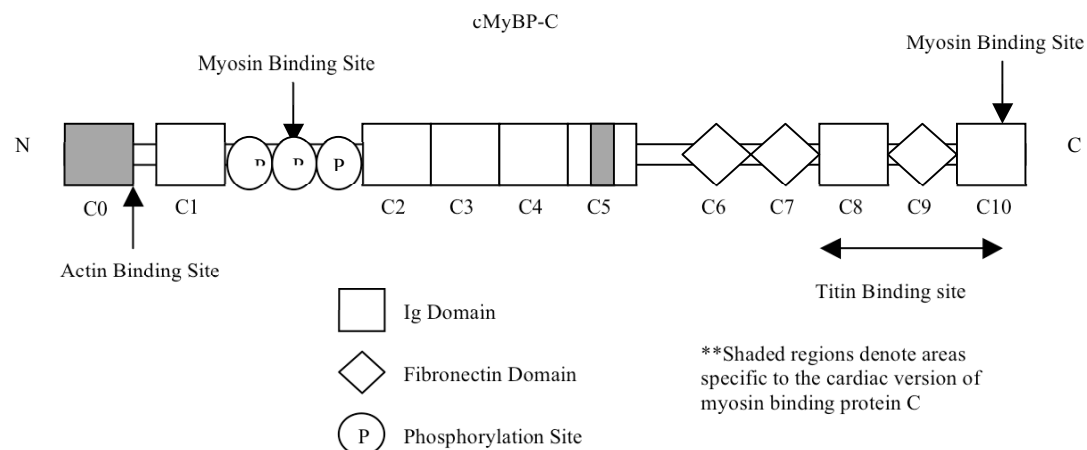 cMyBP-C
Myosin Binding Site
Myosin Binding Site
N
C
P
C0
C1
C2
C3
C4
C5
C6
C7
C8
C9
C10
Actin Binding Site
Titin Binding site
Ig Domain
Fibronectin Domain
P
Phosphorylation Site
**Shaded regions denote areas
specific to the cardiac version of
myosin binding protein C